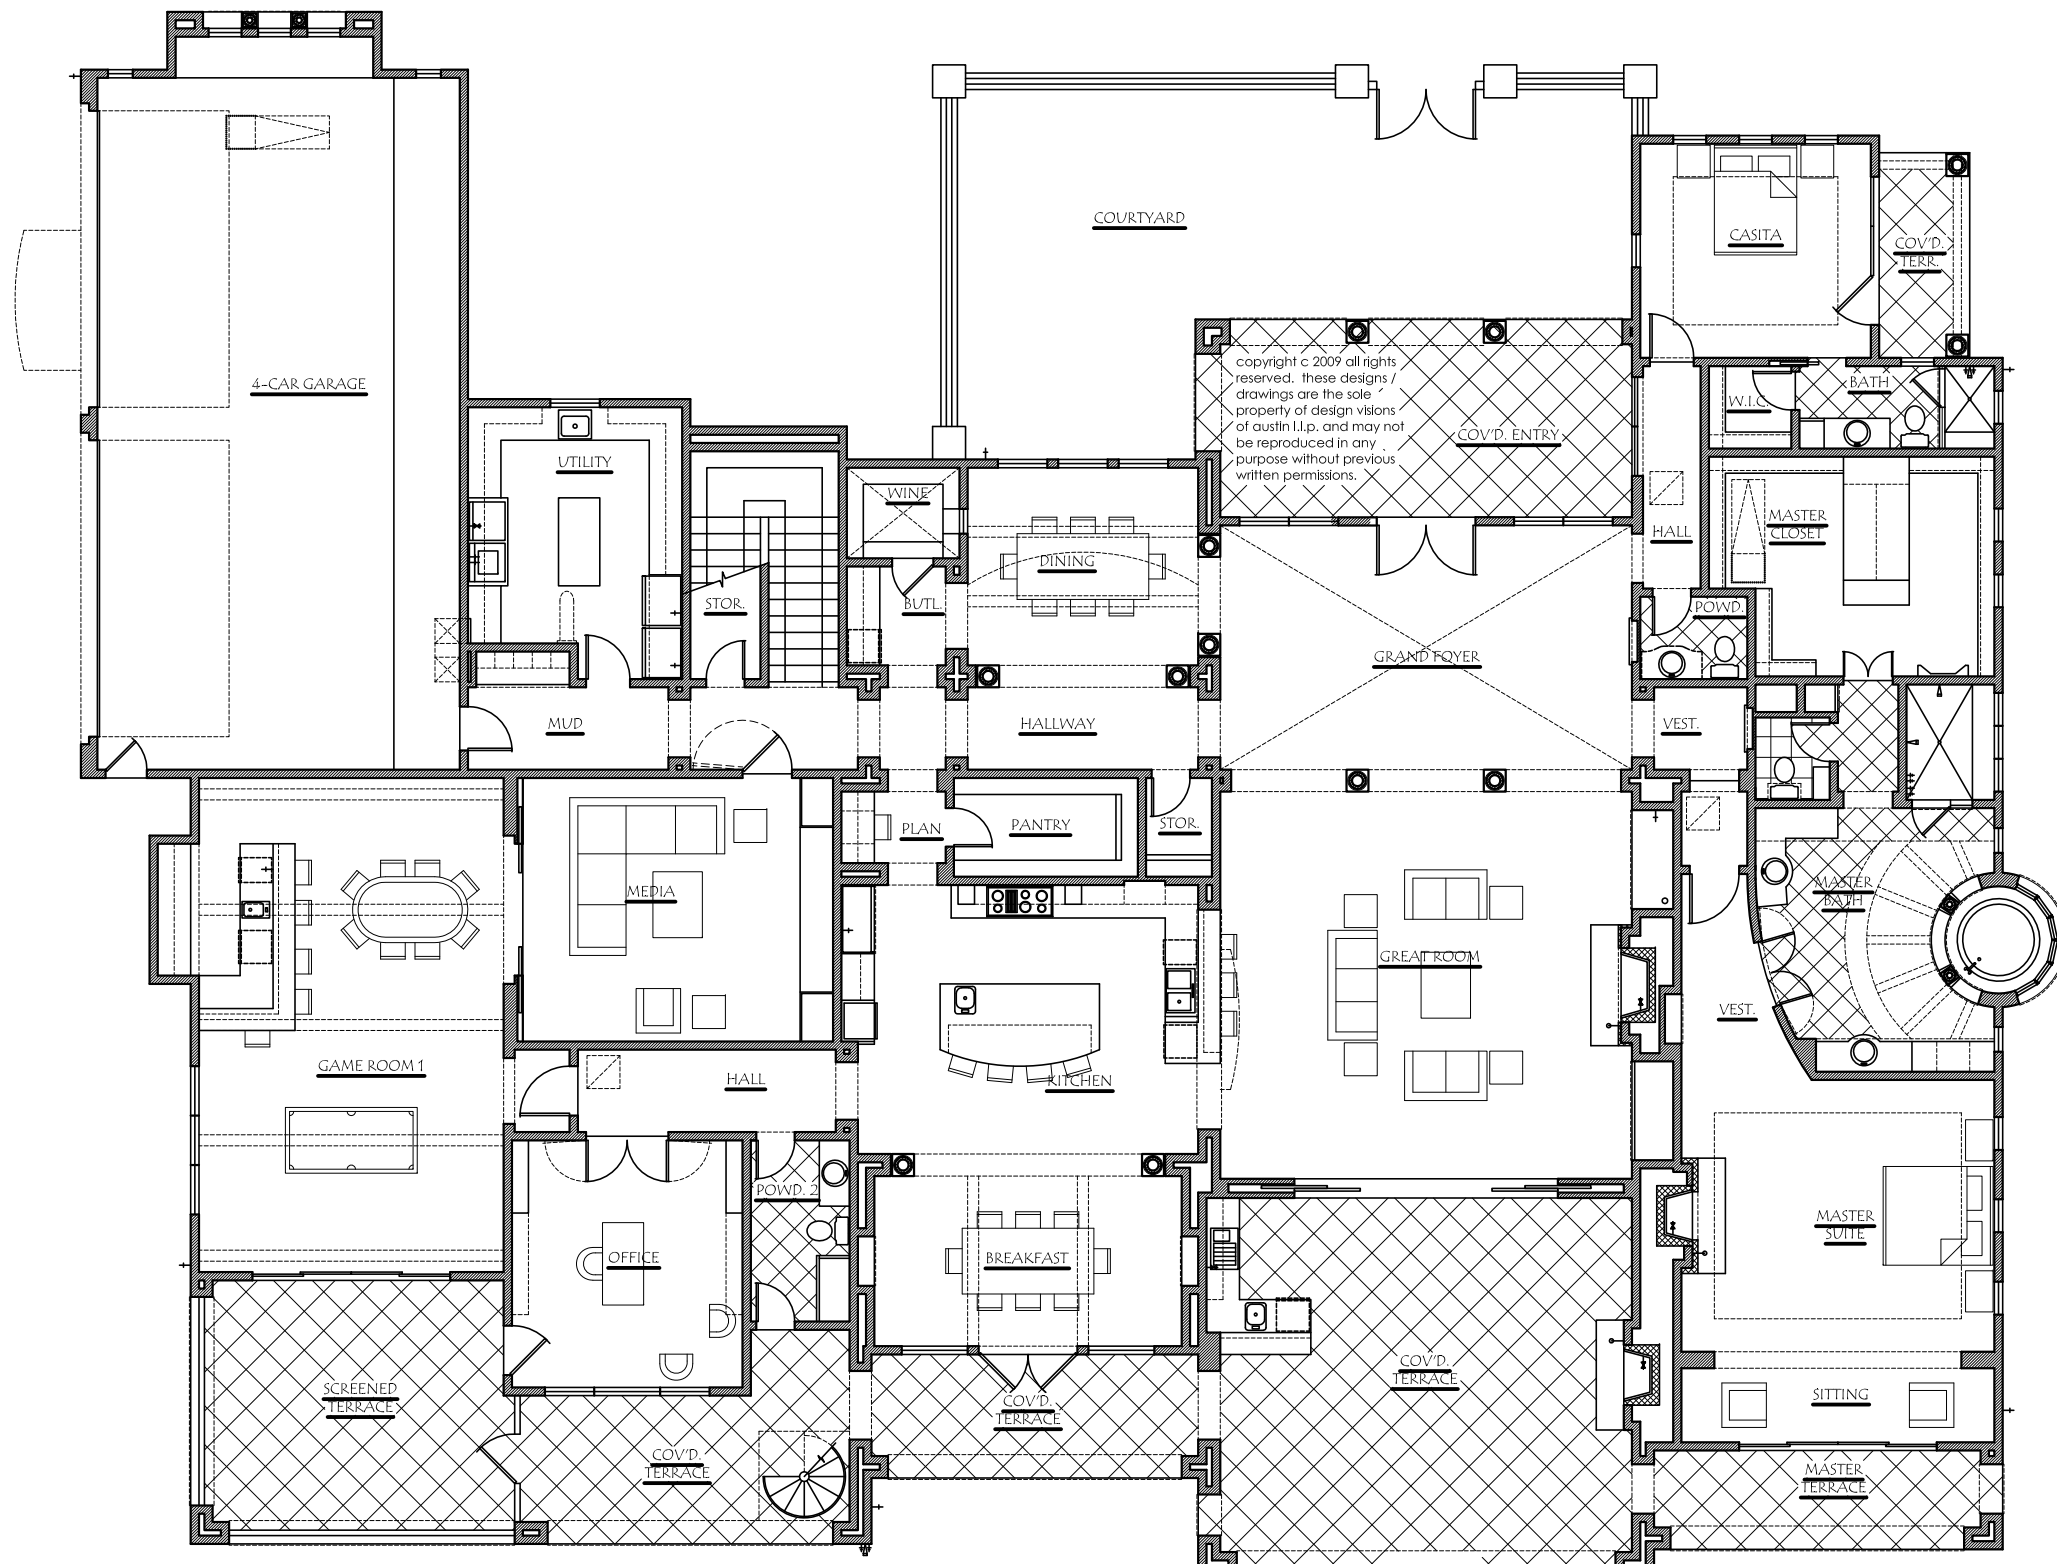 COURTYARD
CASITA
COV'D.
TERR.
4-CAR GARAGE
copyright c 2009 all rights
reserved. these designs /
drawings are the sole
property of design visions
of austin l.l.p. and may not
be reproduced in any
purpose without previous
written permissions.
COV'D. ENTRY
BATH
W.I.C.
UTILITY
WINE
MASTER
CLOSET
HALL
DINING
STOR.
BUTL.
POWD.
GRAND FOYER
MUD
HALLWAY
VEST.
PLAN
PANTRY
STOR.
MEDIA
MASTER
BATH
GREAT ROOM
VEST.
GAME ROOM 1
HALL
KITCHEN
POWD. 2
MASTER
SUITE
OFFICE
BREAKFAST
SCREENED
TERRACE
COV'D.
TERRACE
COV'D.
TERRACE
SITTING
COV'D.
TERRACE
MASTER
TERRACE